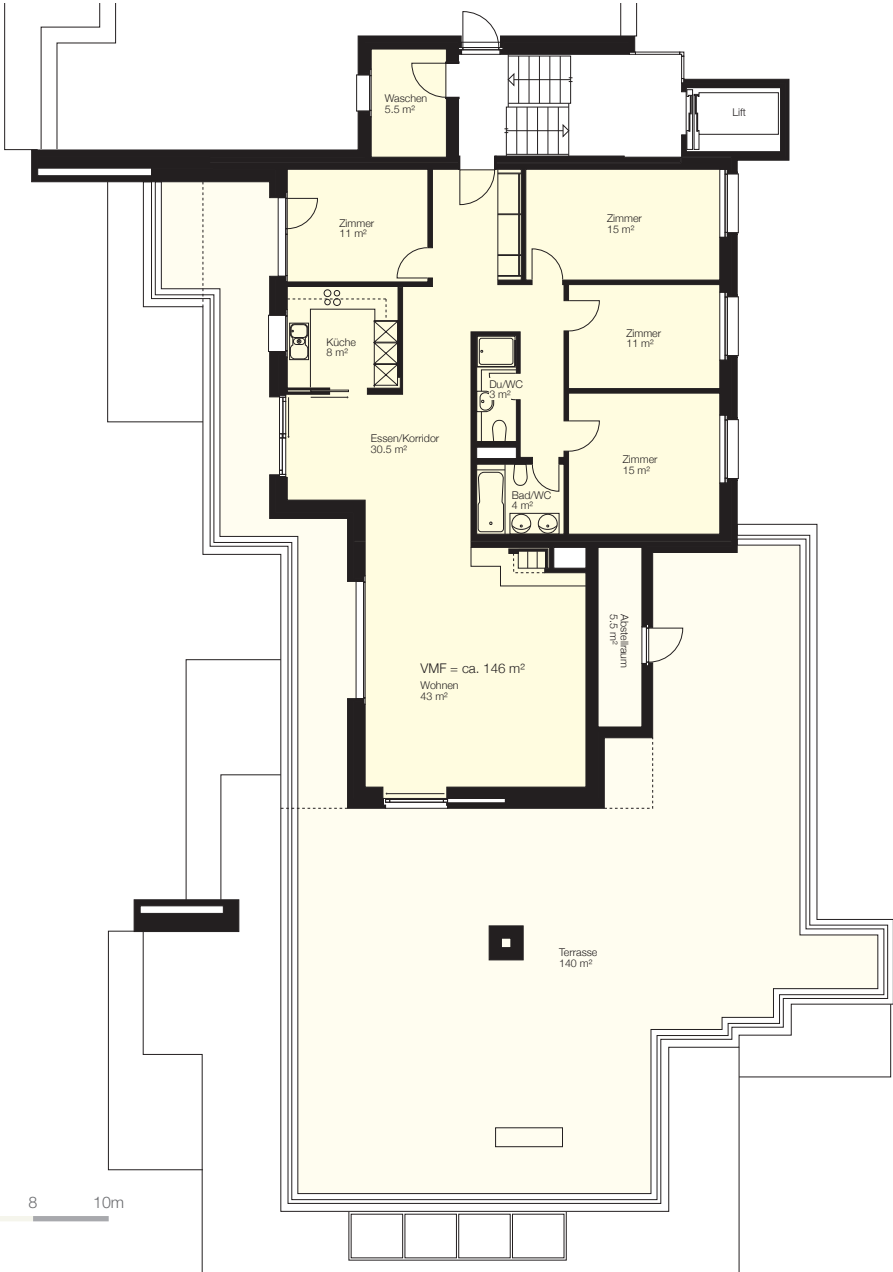 Waschen
5.5 m²
Lift
Zimmer
11 m²
Zimmer
15 m²
Küche
8 m²
Zimmer
11 m²
Du/WC
3 m²
Essen/Korridor
30.5 m²
Zimmer
15 m²
Bad/WC
4 m²
Abstellraum
5.5 m²
VMF = ca. 146 m²
Wohnen
43 m²
Terrasse
140 m²
8 10m